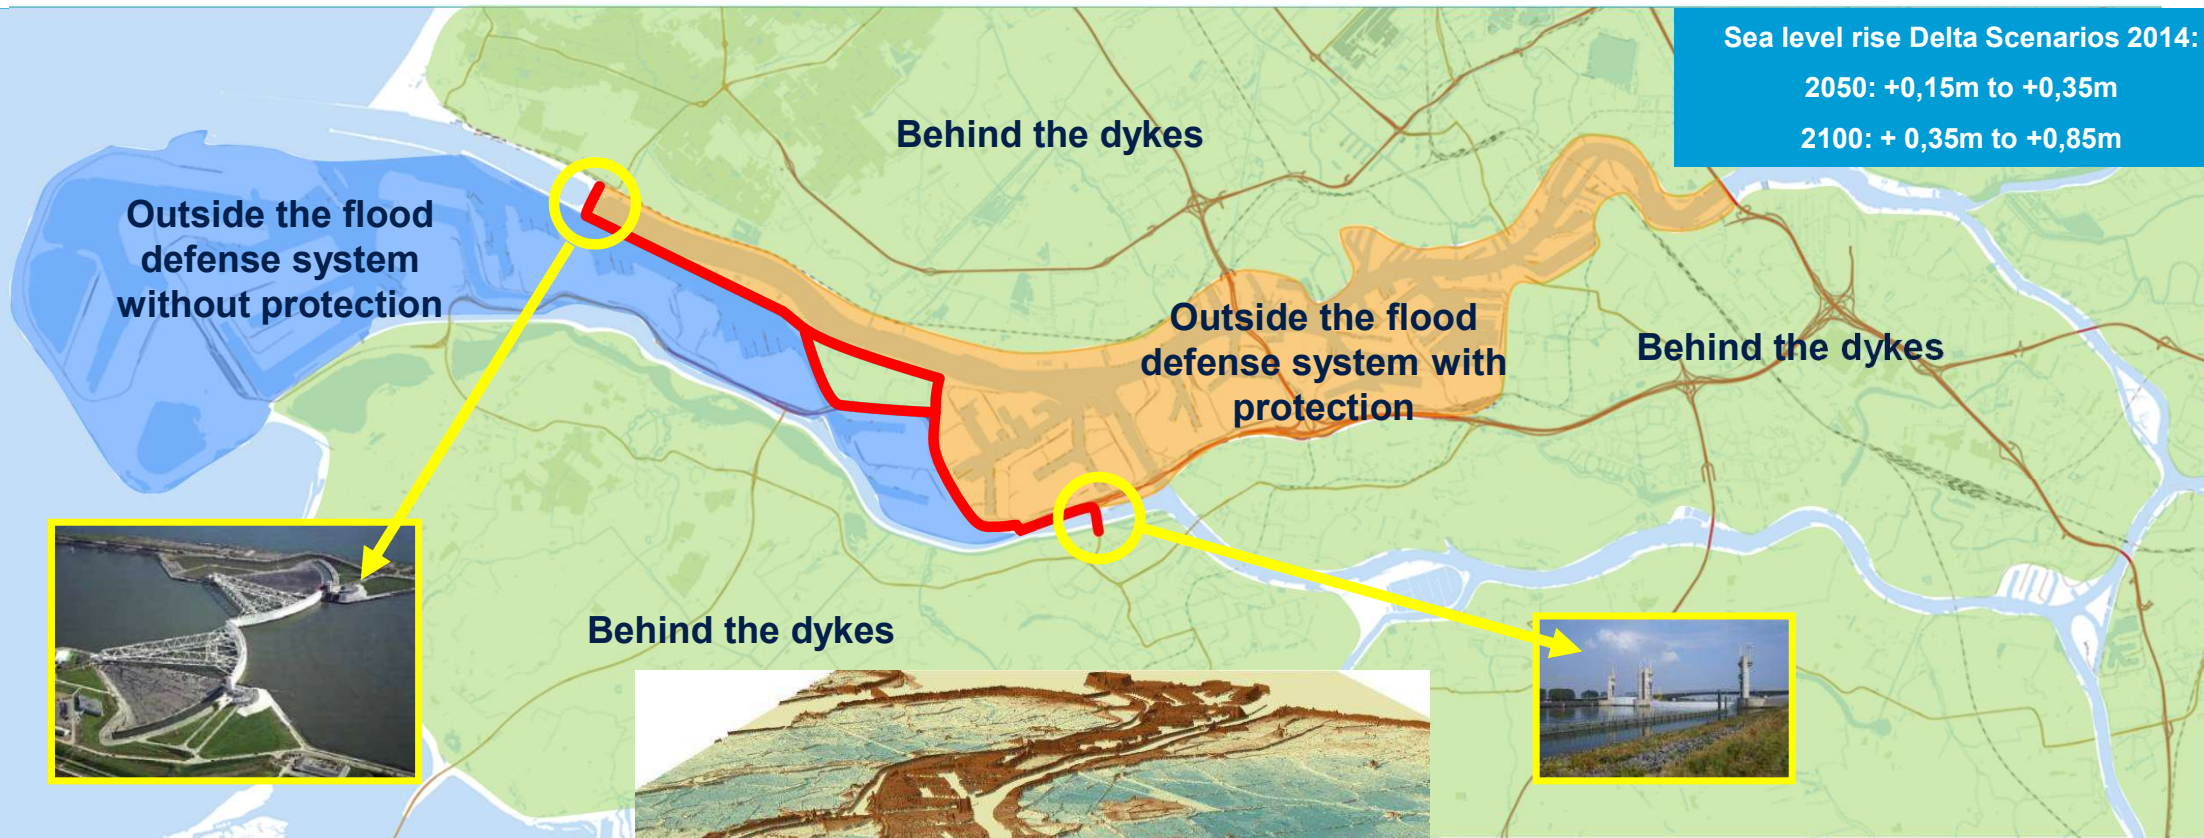 Sea level rise Delta Scenarios 2014:
2050: +0,15m to +0,35m
2100: + 0,35m to +0,85m
Behind the dykes
Outside the flood
defense system
without protection
Outside the flood
defense system with
protection
Behind the dykes
Behind the dykes